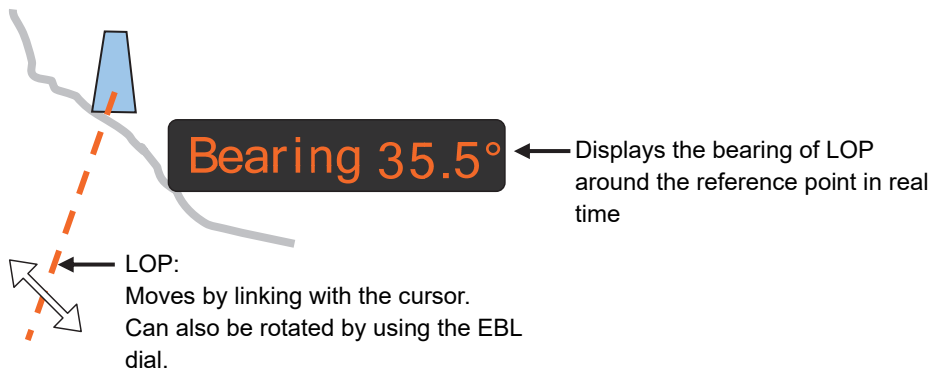 Bearing 35.5°
Displays the bearing of LOP
around the reference point in real
time
LOP:
Moves by linking with the cursor.
Can also be rotated by using the EBL
dial.